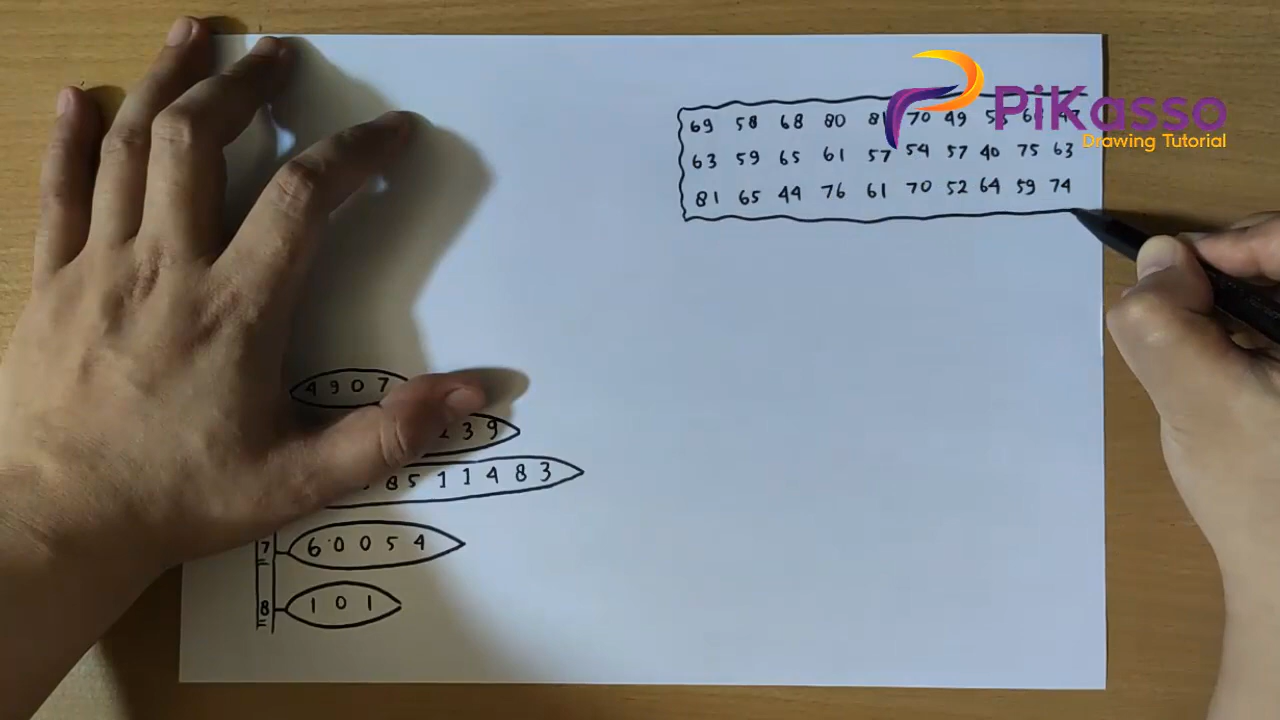 PiKasso
Drawing Tutorial
69 58 68 80 81 70 49
63 59 65 61 57 54 57 40 75 63
81 65 44 76 61 70 52 64 59 74
4 9 0 7
3 9
8 5 1 1 4 8 3
7 6 0 0 5 4
8 1 0 1